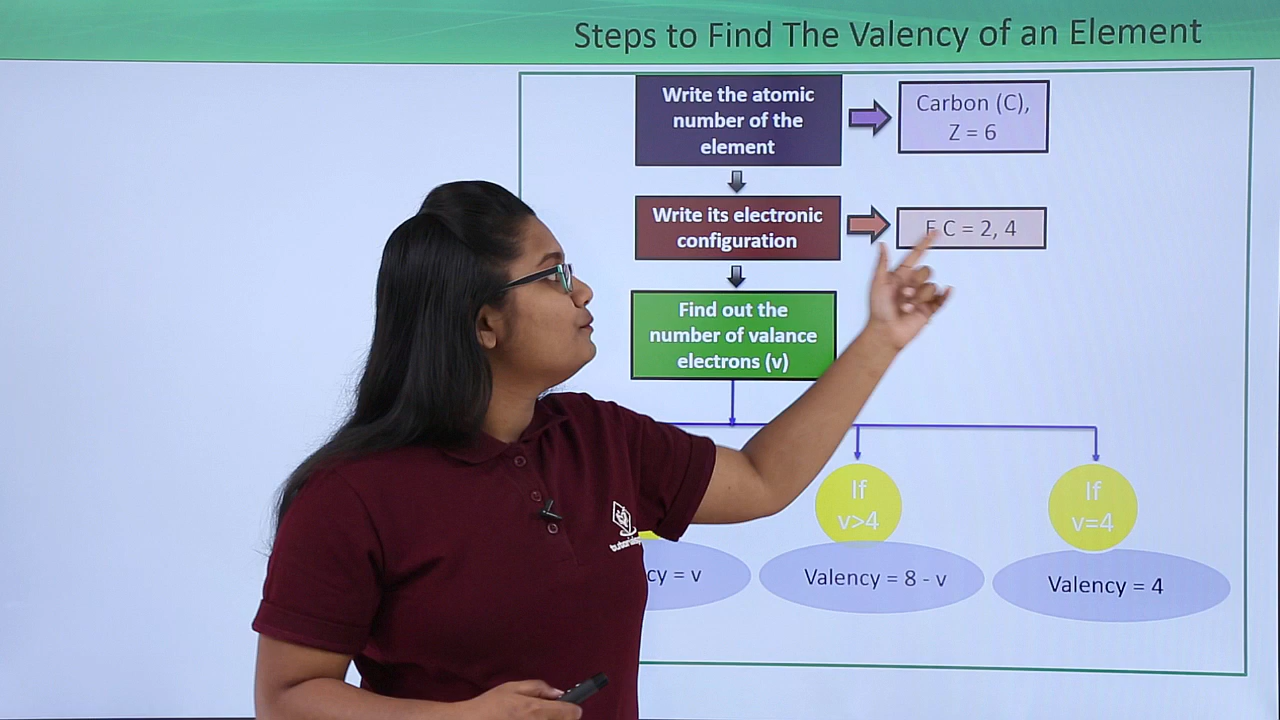 Steps to Find The Valency of an Element
Write the atomic
number of the
element
Carbon (C),
Z = 6
Write its electronic
configuration
E C = 2, 4
Find out the
number of valance
electrons (v)
If
v>4
If
v=4
cy = v
Valency = 8 - v
Valency = 4